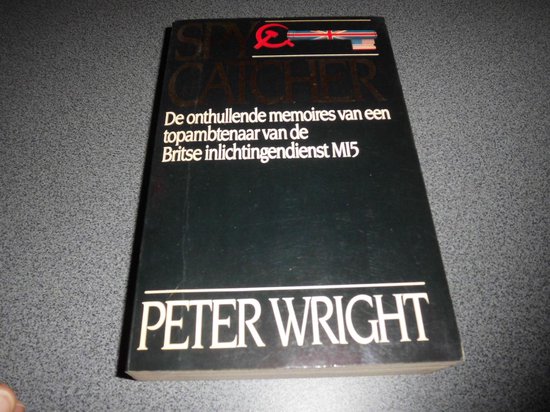 SPY
CATCHER
De onthullende memoires van een
topambtenaar van de
Britse inlichtingendienst MI5
PETER WRIGHT